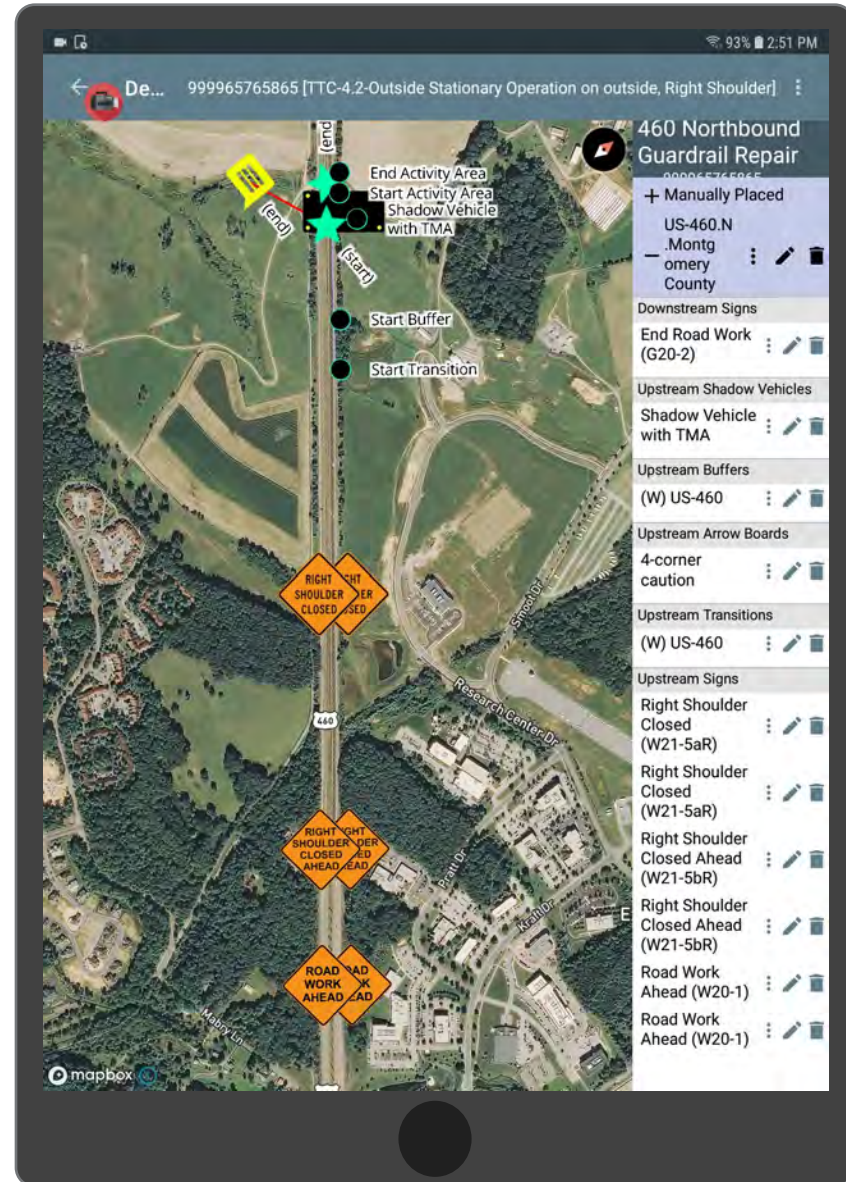 93% 2:51 PM
De... 999965765865 [TTC-4.2-Outside Stationary Operation on outside, Right Shoulder]
(end)
End Activity Area
Start Activity Area
Shadow Vehicle
with TMA
(end)
(start)
Start Buffer
Start Transition
RIGHT
SHOULDER
CLOSED
Smoot Dr
Research Center Dr
460
RIGHT
SHOULDER
CLOSED
AHEAD
Pratt Dr
Kraft Dr
E
ROAD
WORK
AHEAD
Mabry Ln
mapbox
460 Northbound
Guardrail Repair
999965765865
+ Manually Placed
US-460.N
.Montg
omery
County
Downstream Signs
End Road Work
(G20-2)
Upstream Shadow Vehicles
Shadow Vehicle
with TMA
Upstream Buffers
(W) US-460
Upstream Arrow Boards
4-corner
caution
Upstream Transitions
(W) US-460
Upstream Signs
Right Shoulder
Closed
(W21-5aR)
Right Shoulder
Closed
(W21-5aR)
Right Shoulder
Closed Ahead
(W21-5bR)
Right Shoulder
Closed Ahead
(W21-5bR)
Road Work
Ahead (W20-1)
Road Work
Ahead (W20-1)